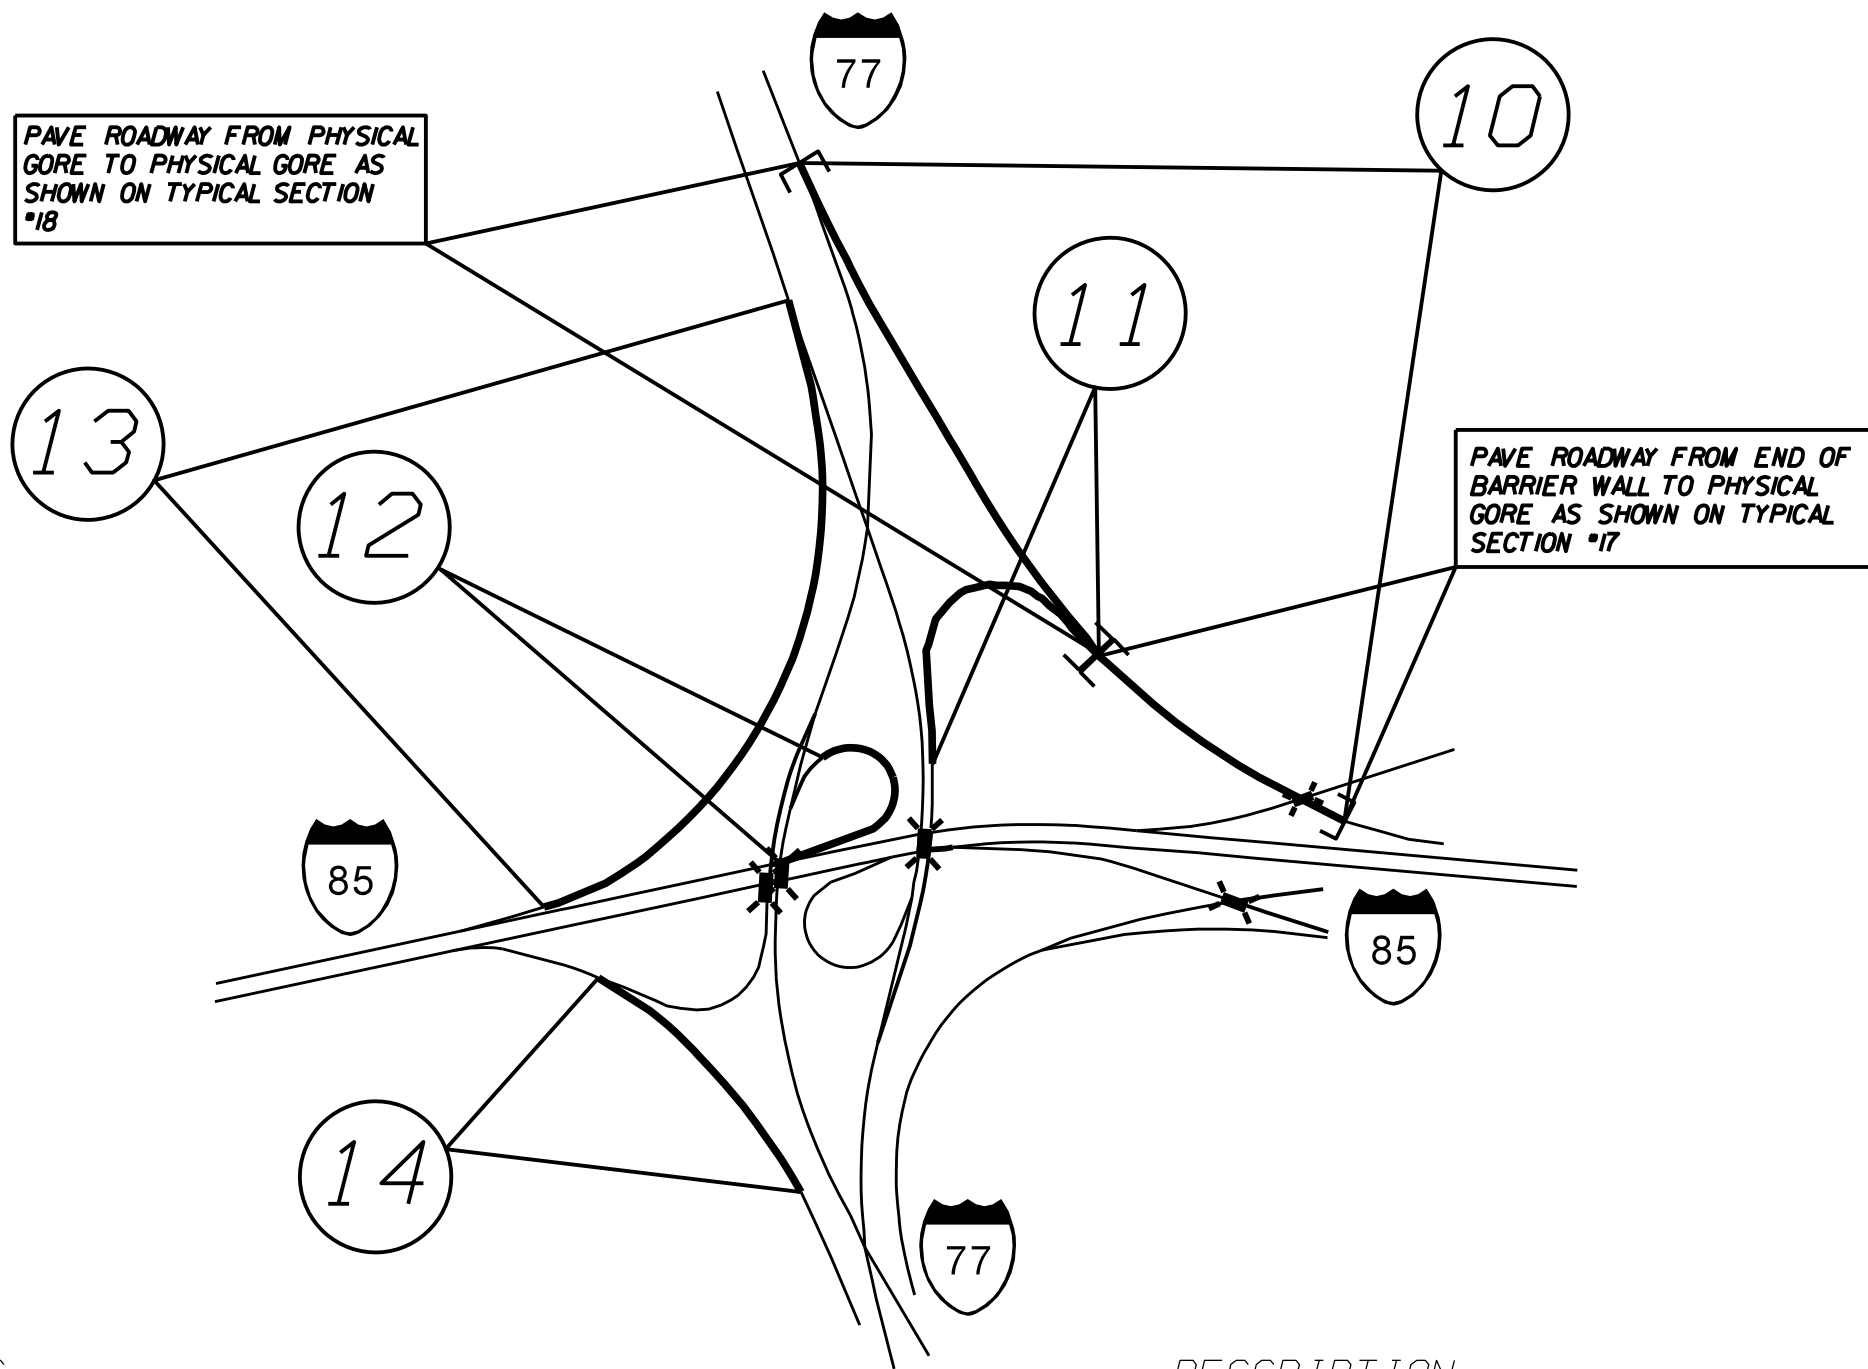 77
10
PAVE ROADWAY FROM PHYSICAL
GORE TO PHYSICAL GORE AS
SHOWN ON TYPICAL SECTION
#18
11
13
12
PAVE ROADWAY FROM END OF
BARRIER WALL TO PHYSICAL
GORE AS SHOWN ON TYPICAL
SECTION #17
85
85
14
77
DESCRIPTION